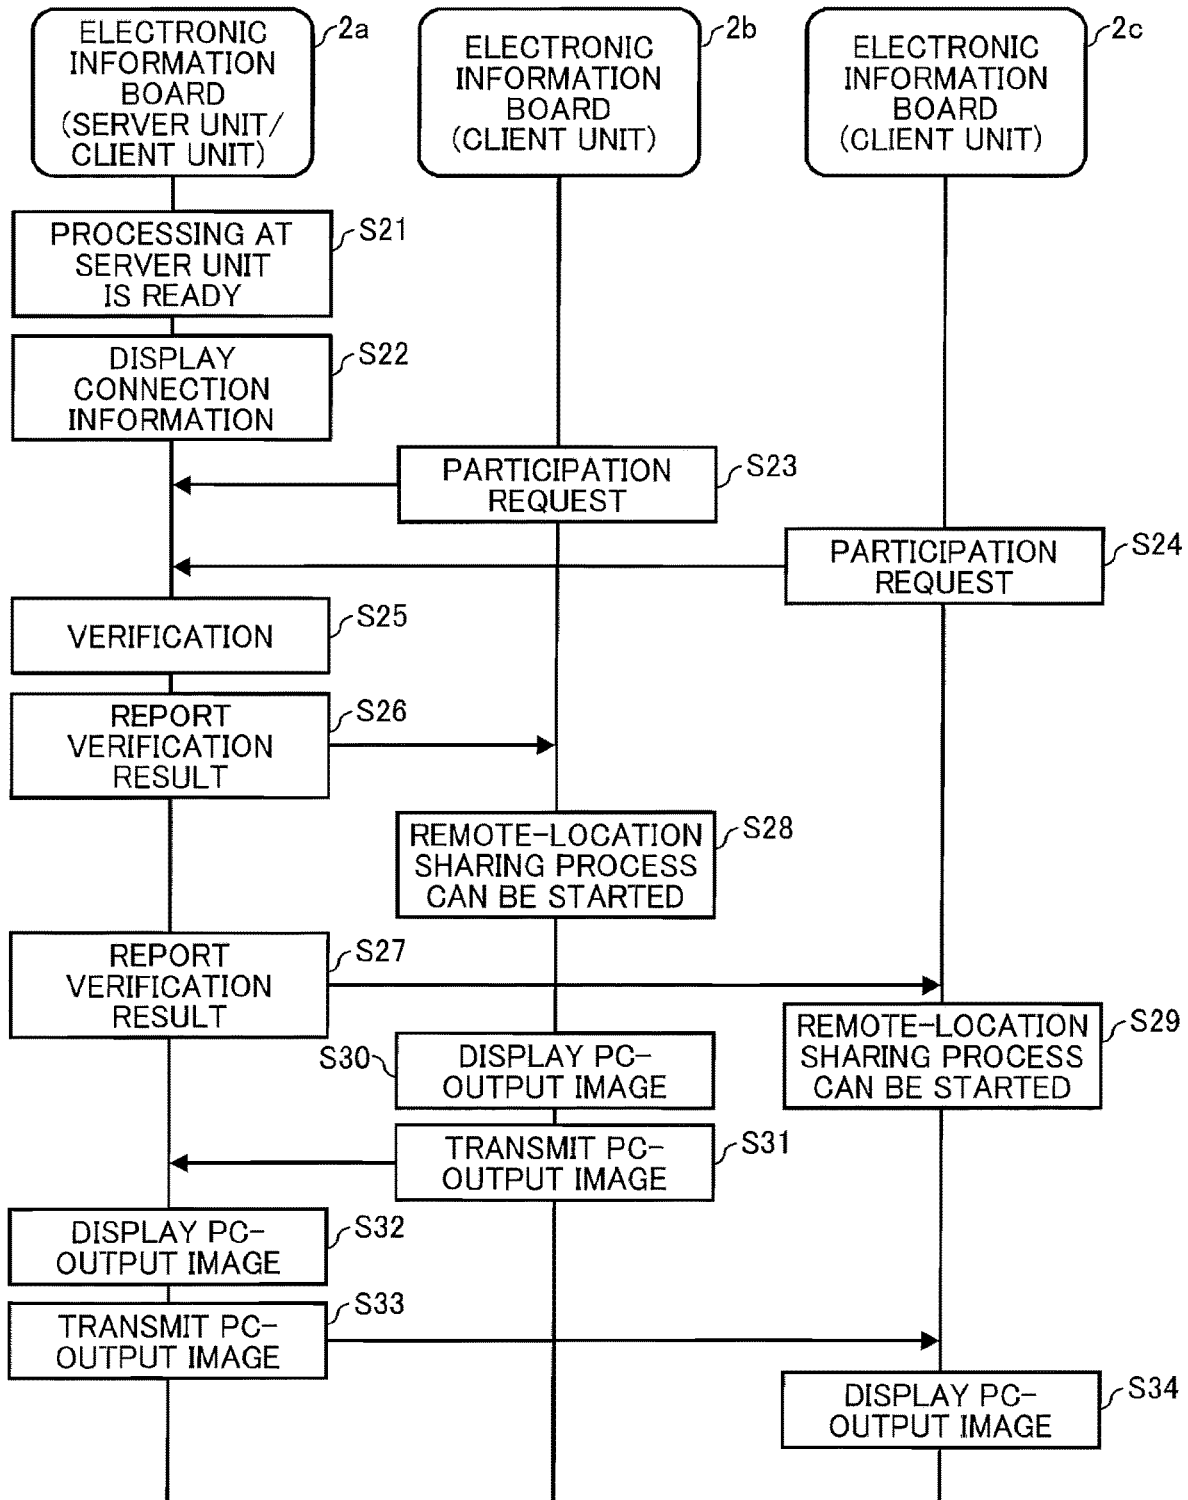 ELECTRONIC
INFORMATION
BOARD
(SERVER UNIT/
CLIENT UNIT)
2a
ELECTRONIC
INFORMATION
BOARD
(CLIENT UNIT)
2b
ELECTRONIC
INFORMATION
BOARD
(CLIENT UNIT)
2c
PROCESSING AT
SERVER UNIT
IS READY
S21
DISPLAY
CONNECTION
INFORMATION
S22
PARTICIPATION
REQUEST
S23
PARTICIPATION
REQUEST
S24
VERIFICATION
S25
REPORT
VERIFICATION
RESULT
S26
REMOTE-LOCATION
SHARING PROCESS
CAN BE STARTED
S28
REPORT
VERIFICATION
RESULT
S27
REMOTE-LOCATION
SHARING PROCESS
CAN BE STARTED
S29
S30
DISPLAY PC-
OUTPUT IMAGE
TRANSMIT PC-
OUTPUT IMAGE
S31
DISPLAY PC-
OUTPUT IMAGE
S32
TRANSMIT PC-
OUTPUT IMAGE
S33
DISPLAY PC-
OUTPUT IMAGE
S34